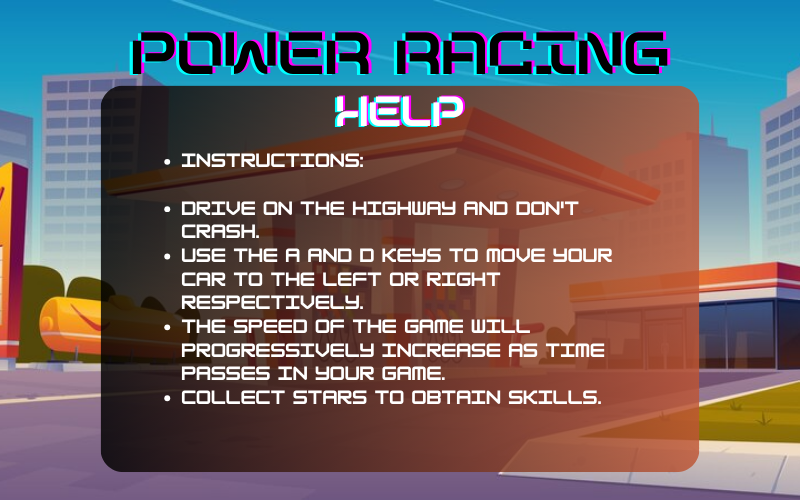 POWER RACING
HELP
• INSTRUCTIONS:
• DRIVE ON THE HIGHWAY AND DON'T
CRASH.
• USE THE A AND D KEYS TO MOVE YOUR
CAR TO THE LEFT OR RIGHT
RESPECTIVELY.
• THE SPEED OF THE GAME WILL
PROGRESSIVELY INCREASE AS TIME
PASSES IN YOUR GAME.
• COLLECT STARS TO OBTAIN SKILLS.